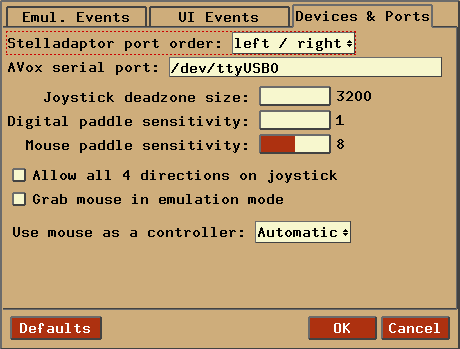 Emul. Events UI Events Devices & Ports
Stelladaptor port order: left / right
AVox serial port: /dev/ttyUSB0
Joystick deadzone size: 3200
Digital paddle sensitivity: 1
Mouse paddle sensitivity: 8
Allow all 4 directions on joystick
Grab mouse in emulation mode
Use mouse as a controller: Automatic
Defaults OK Cancel